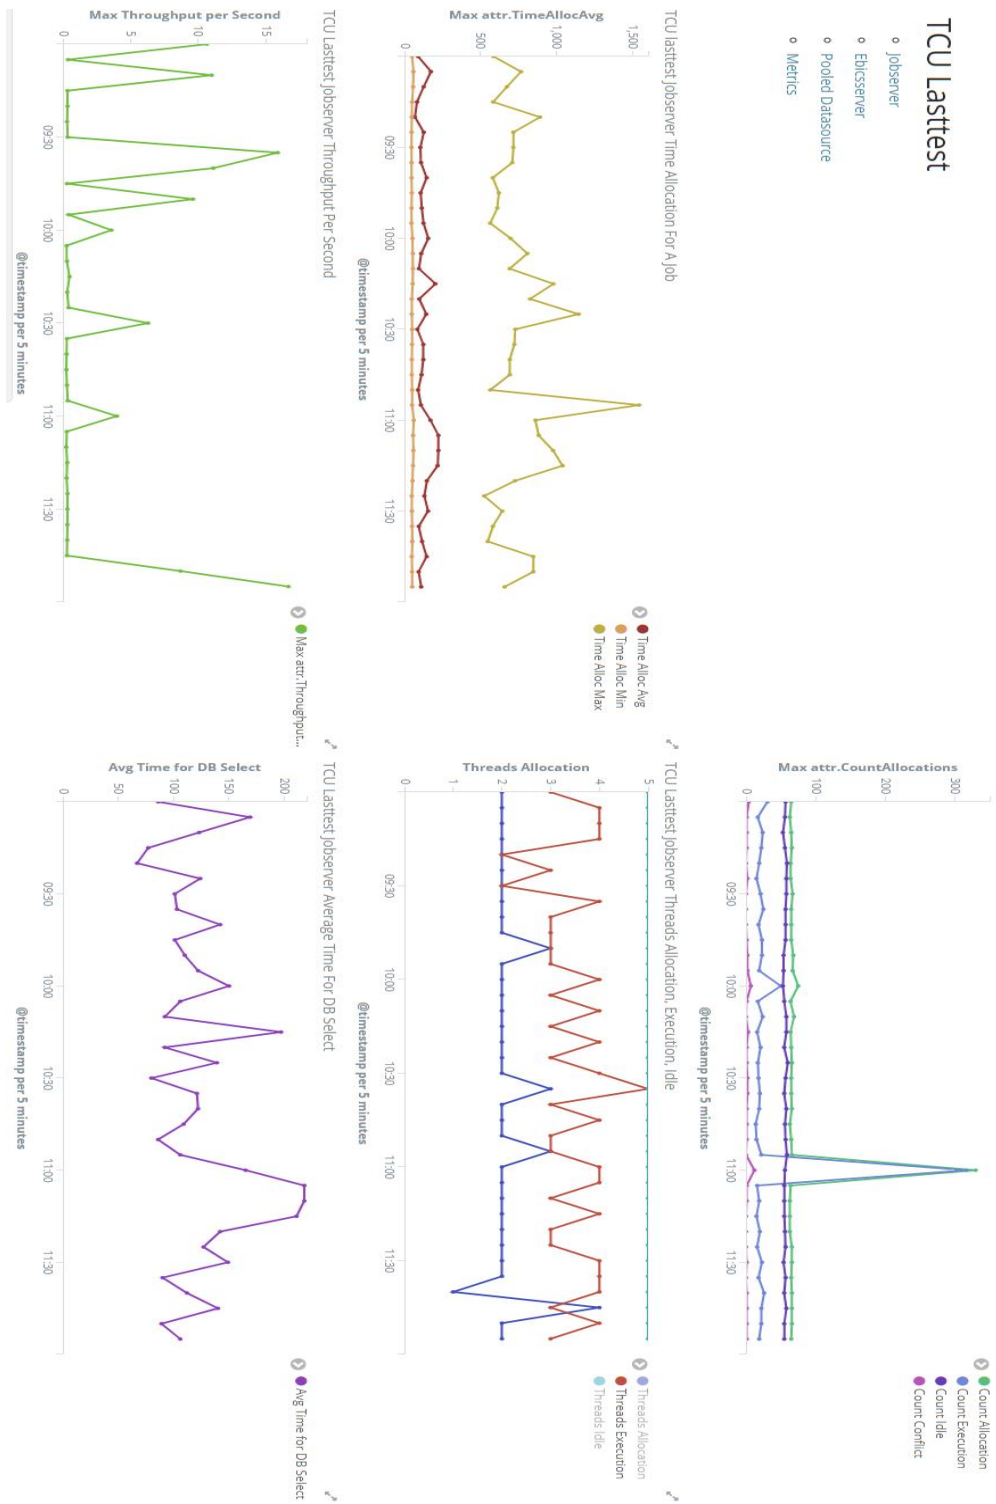 TCU Lasttest
Jobserver
Ebicsserver
Pooled Datasource
Metrics
Max attr.CountAllocations
300
200
100
0
09:30
10:00
10:30
11:00
11:30
@timestamp per 5 minutes
Count Allocation
Count Execution
Count Idle
Count Conflict
TCU lasttest Jobserver Time Allocation For A Job
Max attr.TimeAllocAvg
1,500
1,000
500
0
09:30
10:00
10:30
11:00
11:30
@timestamp per 5 minutes
Time Alloc Avg
Time Alloc Min
Time Alloc Max
TCU Lasttest Jobserver Threads Allocation, Execution, Idle
Threads Allocation
5
4
3
2
1
0
09:30
10:00
10:30
11:00
11:30
@timestamp per 5 minutes
Threads Allocation
Threads Execution
Threads Idle
TCU Lasttest Jobserver Throughput Per Second
Max Throughput per Second
15
10
5
0
09:30
10:00
10:30
11:00
11:30
@timestamp per 5 minutes
Max attr.Throughput...
TCU Lasttest Jobserver Average Time For DB Select
Avg Time for DB Select
200
150
100
50
0
09:30
10:00
10:30
11:00
11:30
@timestamp per 5 minutes
Avg Time for DB Select